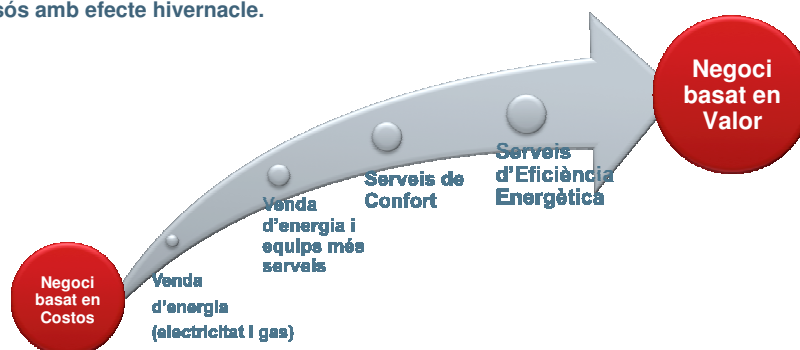 sós amb efecte hivernacle.
Negoci
basat en
Valor
Serveis
d'Eficiència
Energètica
Serveis de
Confort
Venda
d'energia i
equips més
serveis
Venda
d'energia
(electricitat i gas)
Negoci
basat en
Costos